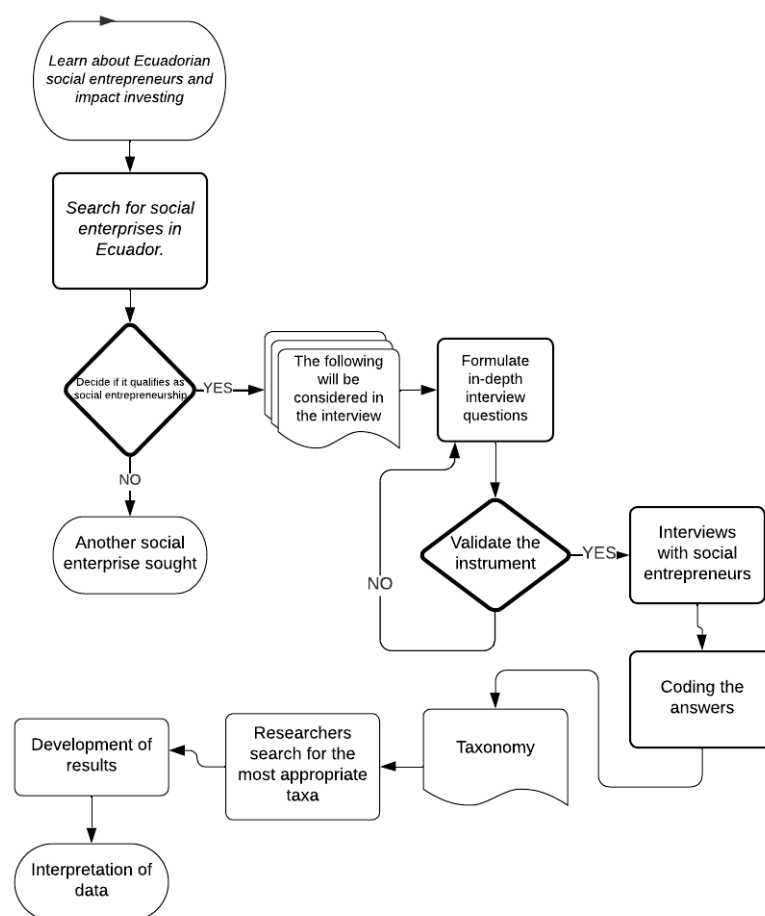 Learn about Ecuadorian
social entrepreneurs and
impact investing
Search for social
enterprises in
Ecuador.
Decide if it qualifies as
social entrepreneurship
YES
The following
will be
considered in
the interview
Formulate
in-depth
interview
questions
NO
Another social
enterprise sought
Validate the
instrument
YES
Interviews
with social
entrepreneurs
NO
Coding the
answers
Taxonomy
Researchers
search for the
most appropriate
taxa
Development of
results
Interpretation of
data